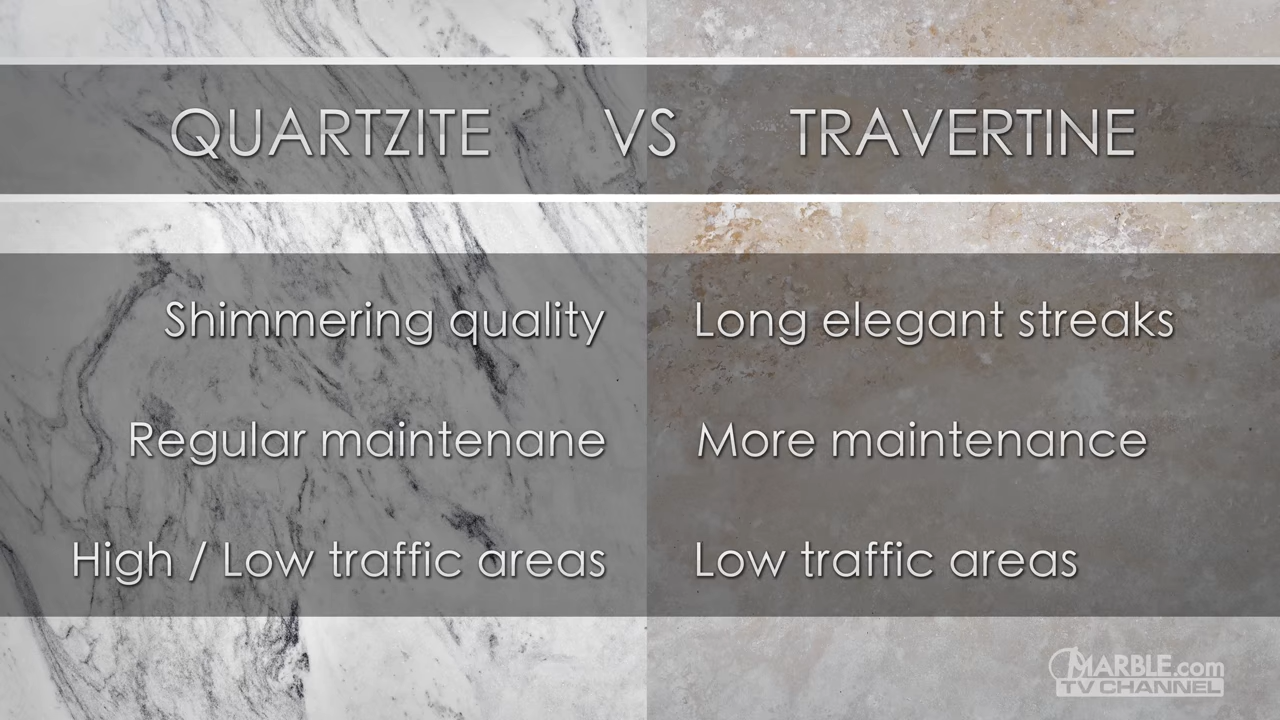 QUARTZITE VS TRAVERTINE
Shimmering quality
Long elegant streaks
Regular maintenane
More maintenance
High / Low traffic areas
Low traffic areas
MARBLE.com
TV CHANNEL